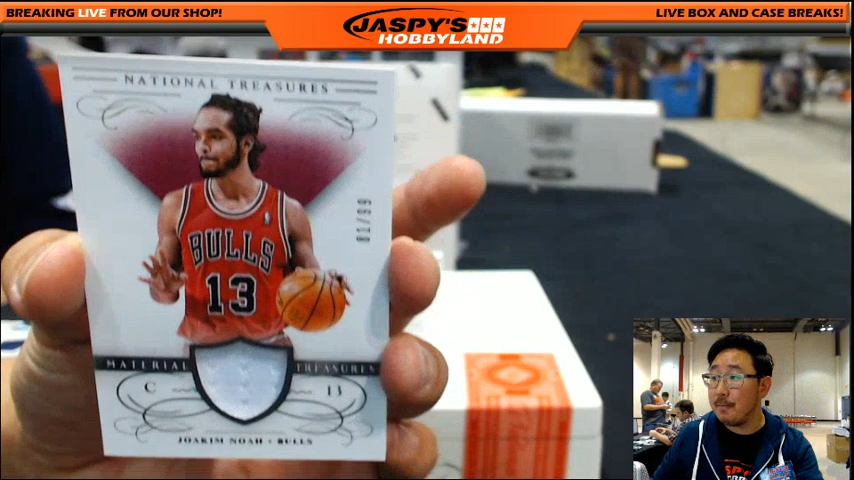 BREAKING LIVE FROM OUR SHOP!
JASPY'S
HOBBYLAND
LIVE BOX AND CASE BREAKS!
NATIONAL TREASURES
81/99
BULLS
13
MATERIAL TREASURES
C 13
JOAKIM NOAH • BULLS